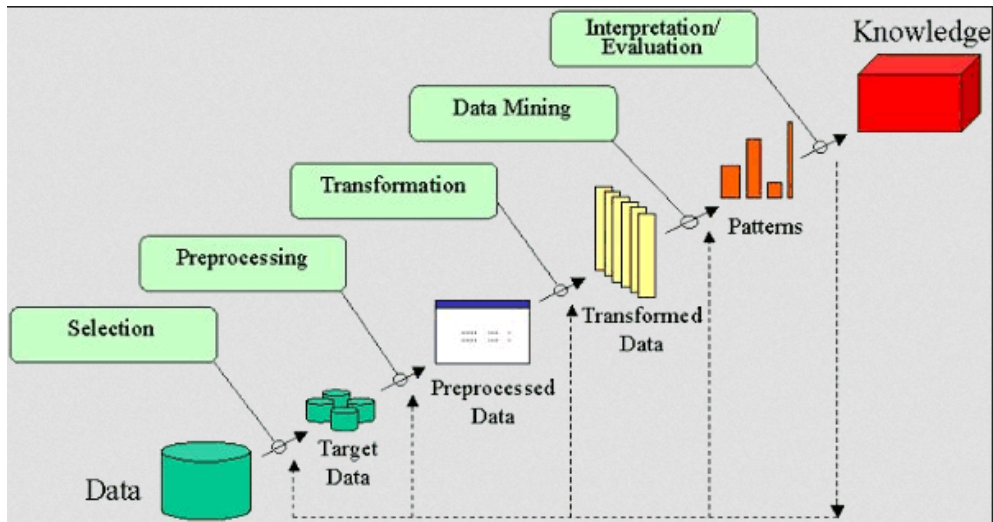 Interpretation/
Evaluation
Knowledge
Data Mining
Transformation
Patterns
Preprocessing
Transformed
Data
Selection
Preprocessed
Data
Target
Data
Data